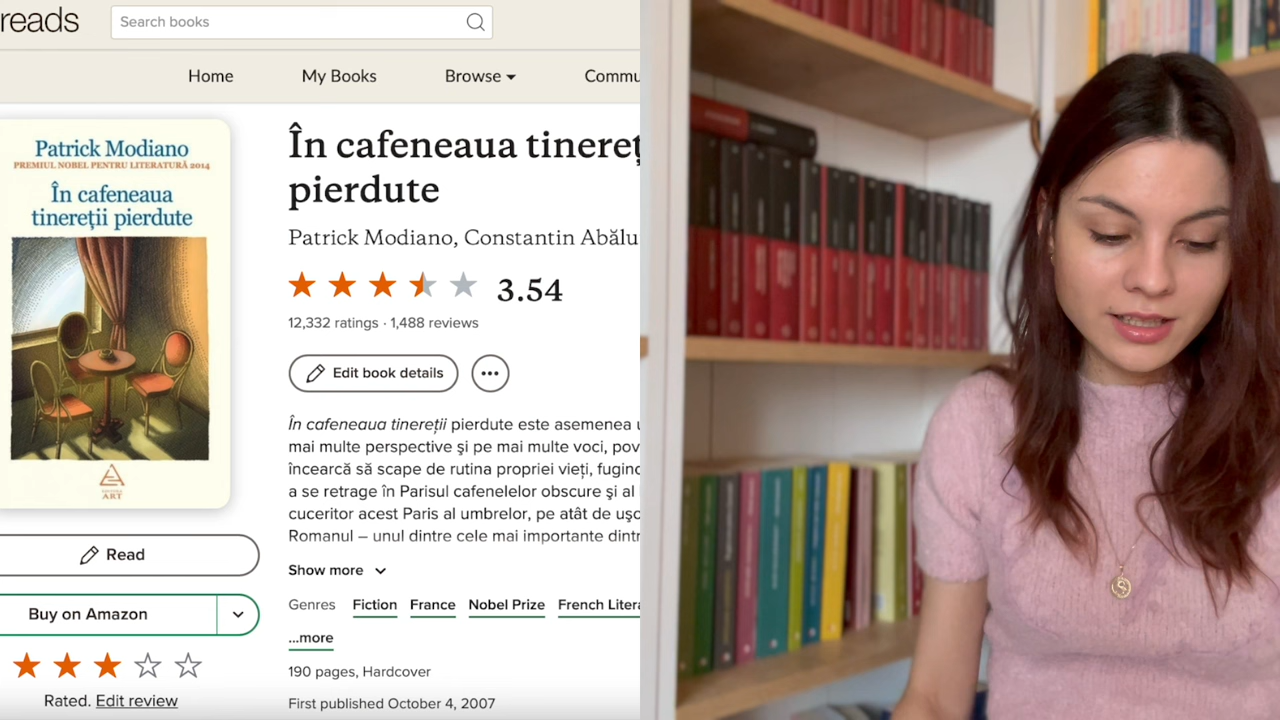 reads
Search books
Home
My Books
Browse
Commu
Patrick Modiano
PREMIUL NOBEL PENTRU LITERATURĂ 2014
În cafeneaua
tinereții pierdute
EDITURA
ART
În cafeneaua tinereț
pierdute
Patrick Modiano, Constantin Abălu
3.54
12,332 ratings · 1,488 reviews
Edit book details
În cafeneaua tinereții pierdute este asemenea u
mai multe perspective şi pe mai multe voci, pov
încearcă să scape de rutina propriei vieți, fugind
a se retrage în Parisul cafenelelor obscure şi al
cuceritor acest Paris al umbrelor, pe atât de uşo
Romanul – unul dintre cele mai importante dintr
Show more
Genres
Fiction
France
Nobel Prize
French Litera
...more
190 pages, Hardcover
First published October 4, 2007
Read
Buy on Amazon
Rated. Edit review